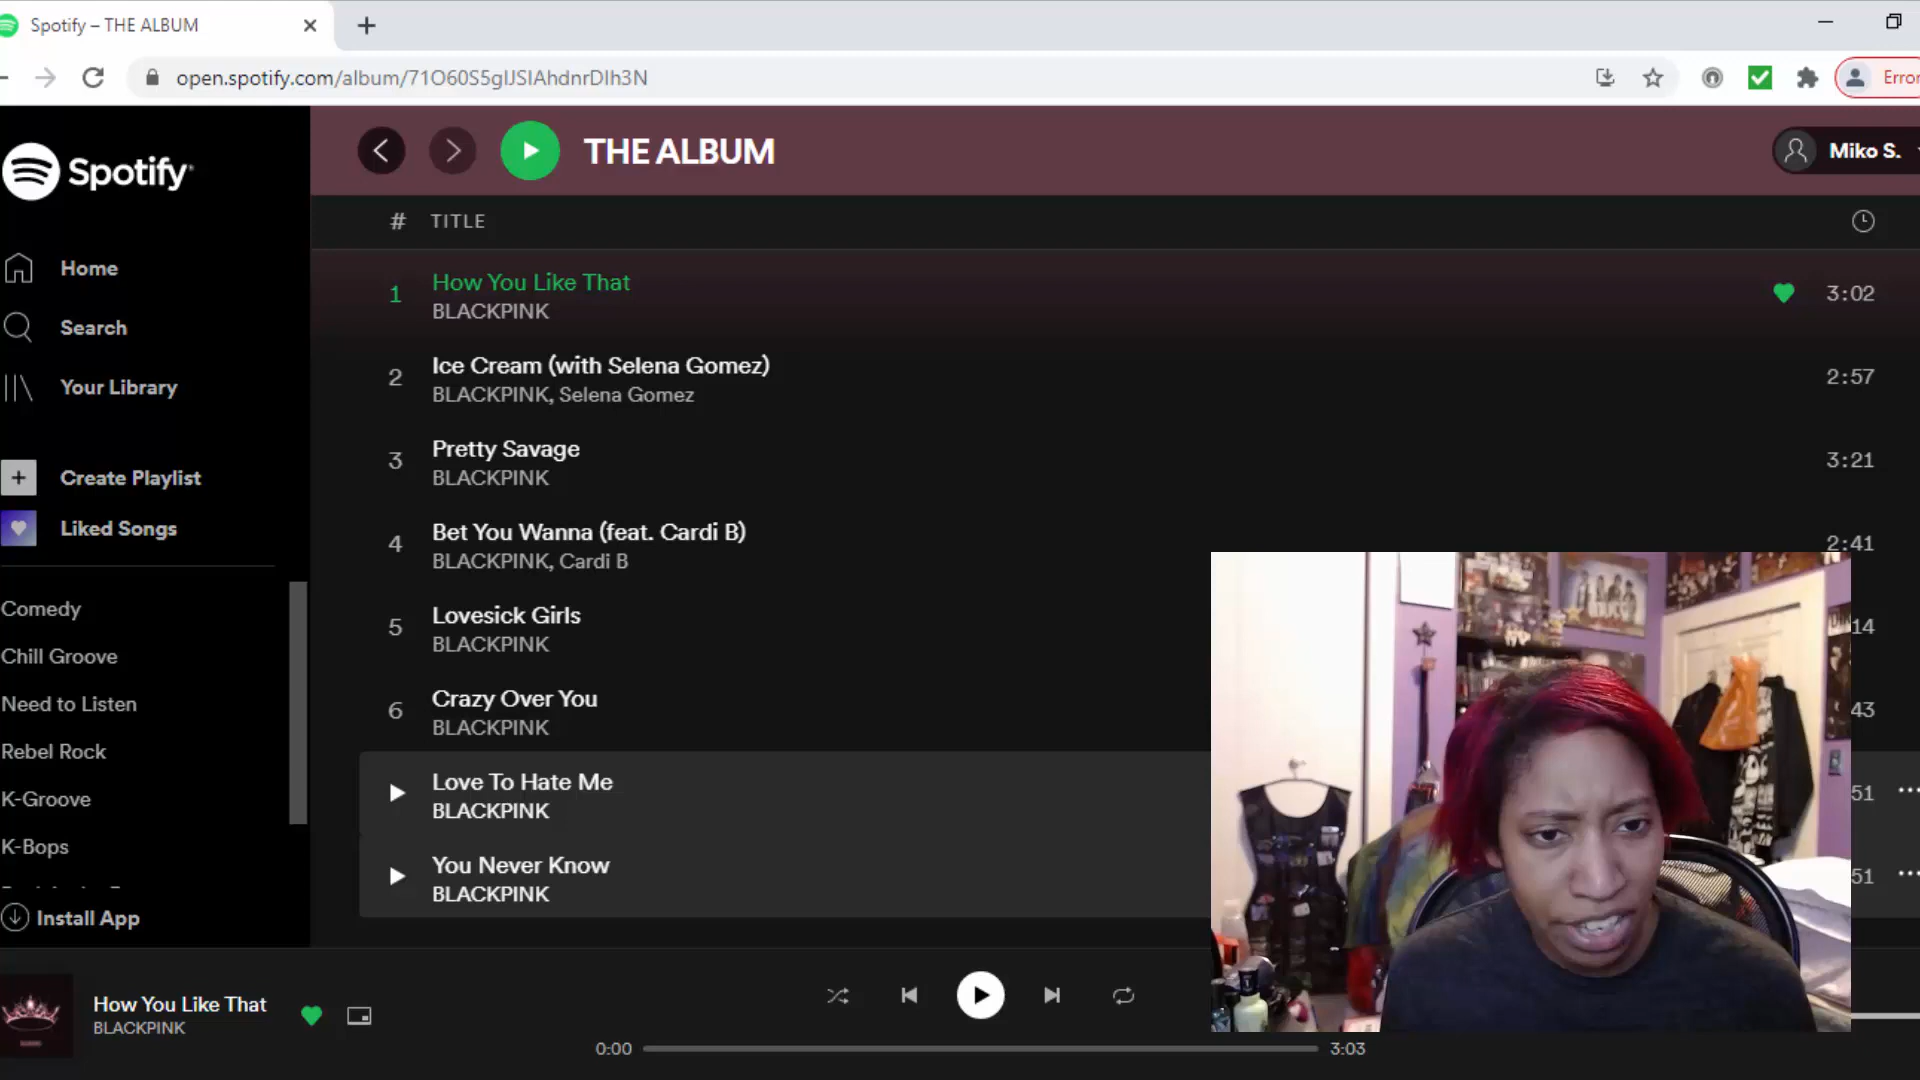 Spotify – THE ALBUM
open.spotify.com/album/71O60S5gIJSIAhdnrDIh3N
Error
Spotify
THE ALBUM
Miko S.
# TITLE
Home
Search
Your Library
Create Playlist
Liked Songs
Comedy
Chill Groove
Need to Listen
Rebel Rock
K-Groove
K-Bops
Install App
1 How You Like That 3:02
BLACKPINK
2 Ice Cream (with Selena Gomez) 2:57
BLACKPINK, Selena Gomez
3 Pretty Savage 3:21
BLACKPINK
4 Bet You Wanna (feat. Cardi B) 2:41
BLACKPINK, Cardi B
5 Lovesick Girls 14
BLACKPINK
6 Crazy Over You 43
BLACKPINK
Love To Hate Me 51
BLACKPINK
You Never Know 51
BLACKPINK
How You Like That
BLACKPINK
0:00 3:03